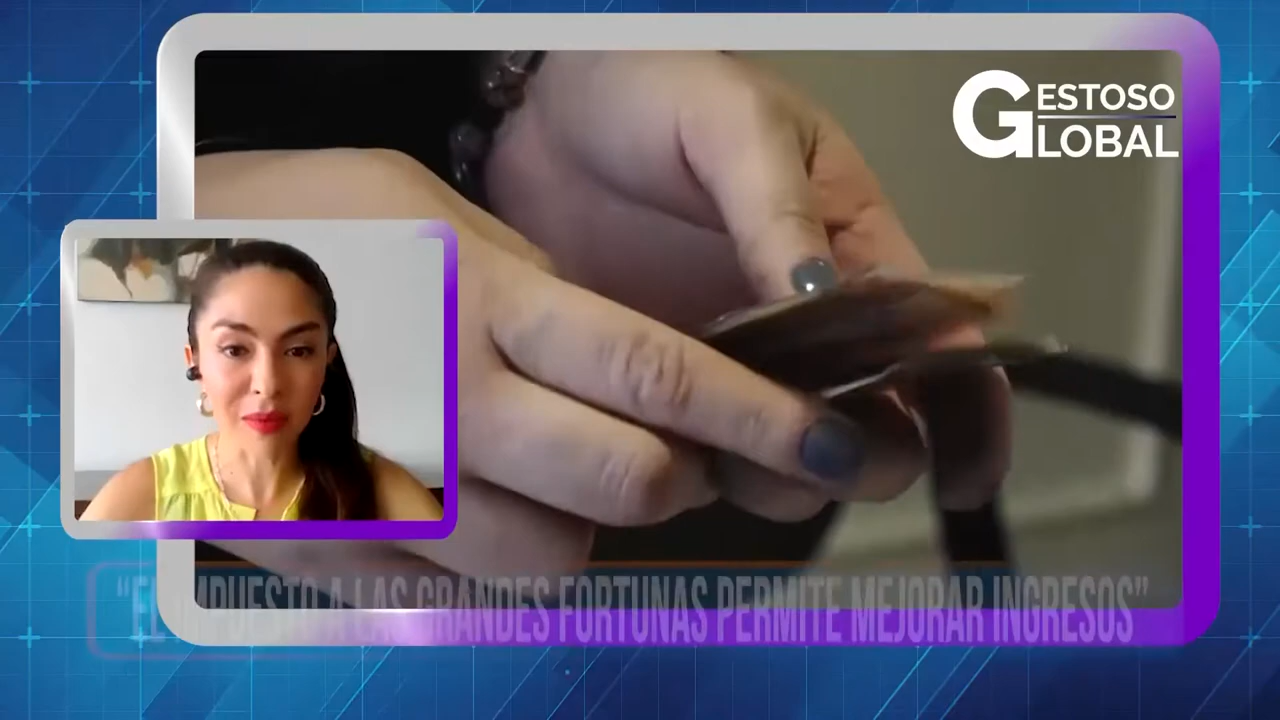 GESTOSO
GLOBAL
“EL IMPUESTO A LAS GRANDES FORTUNAS PERMITE MEJORAR INGRESOS”